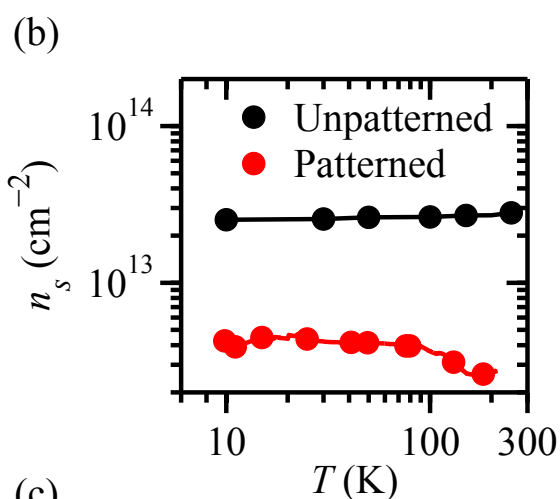 (b)
10^14
Unpatterned
Patterned
n_s (cm^−2)
10^13
10
100
300
T (K)
(c)